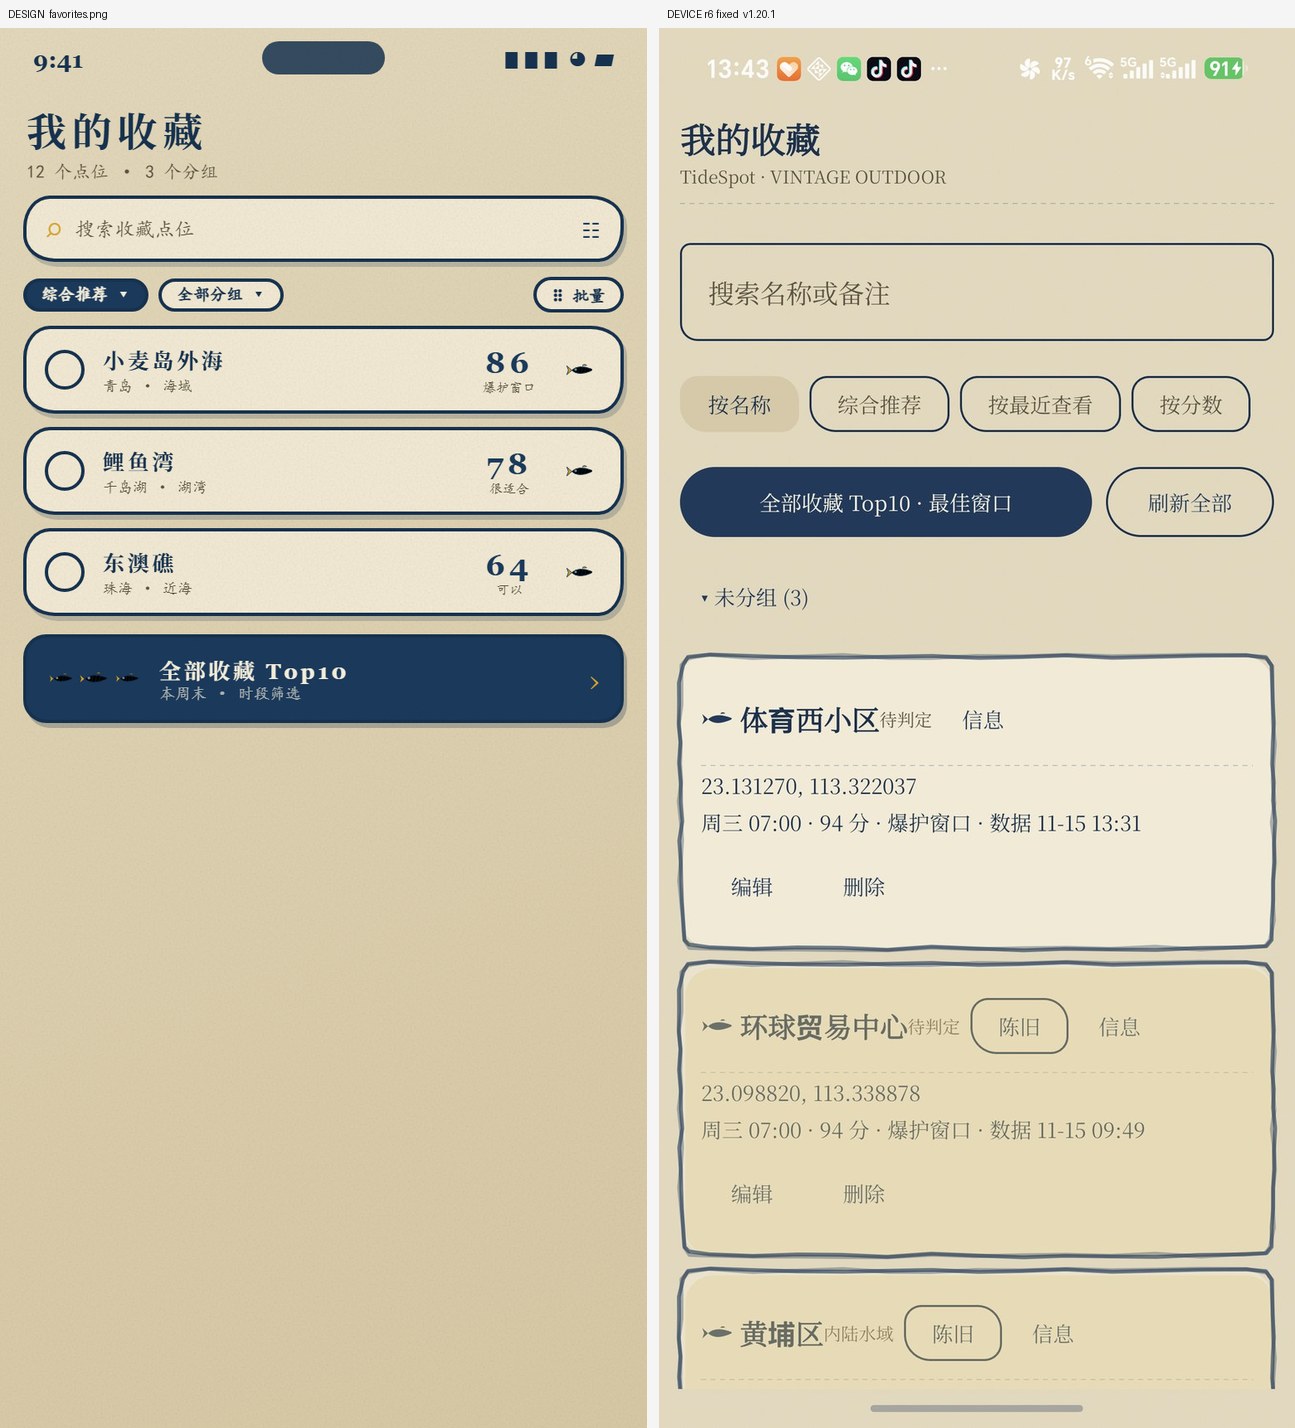 DESIGN favorites.png
9:41
我的收藏
12 个点位 • 3 个分组
搜索收藏点位
综合推荐 ▼
全部分组 ▼
批量
小麦岛外海
青岛 • 海域
86
爆护窗口
鲤鱼湾
千岛湖 • 湖湾
78
很适合
东澳礁
珠海 • 近海
64
可以
全部收藏 Top10
本周末 • 时段筛选
DEVICE r6 fixed v1.20.1
13:43
97 K/s
6
5G
5G
91
我的收藏
TideSpot · VINTAGE OUTDOOR
搜索名称或备注
按名称
综合推荐
按最近查看
按分数
全部收藏 Top10 · 最佳窗口
刷新全部
▾ 未分组 (3)
体育西小区待判定 信息
23.131270, 113.322037
周三 07:00 · 94 分 · 爆护窗口 · 数据 11-15 13:31
编辑 删除
环球贸易中心待判定 陈旧 信息
23.098820, 113.338878
周三 07:00 · 94 分 · 爆护窗口 · 数据 11-15 09:49
编辑 删除
黄埔区内陆水域 陈旧 信息